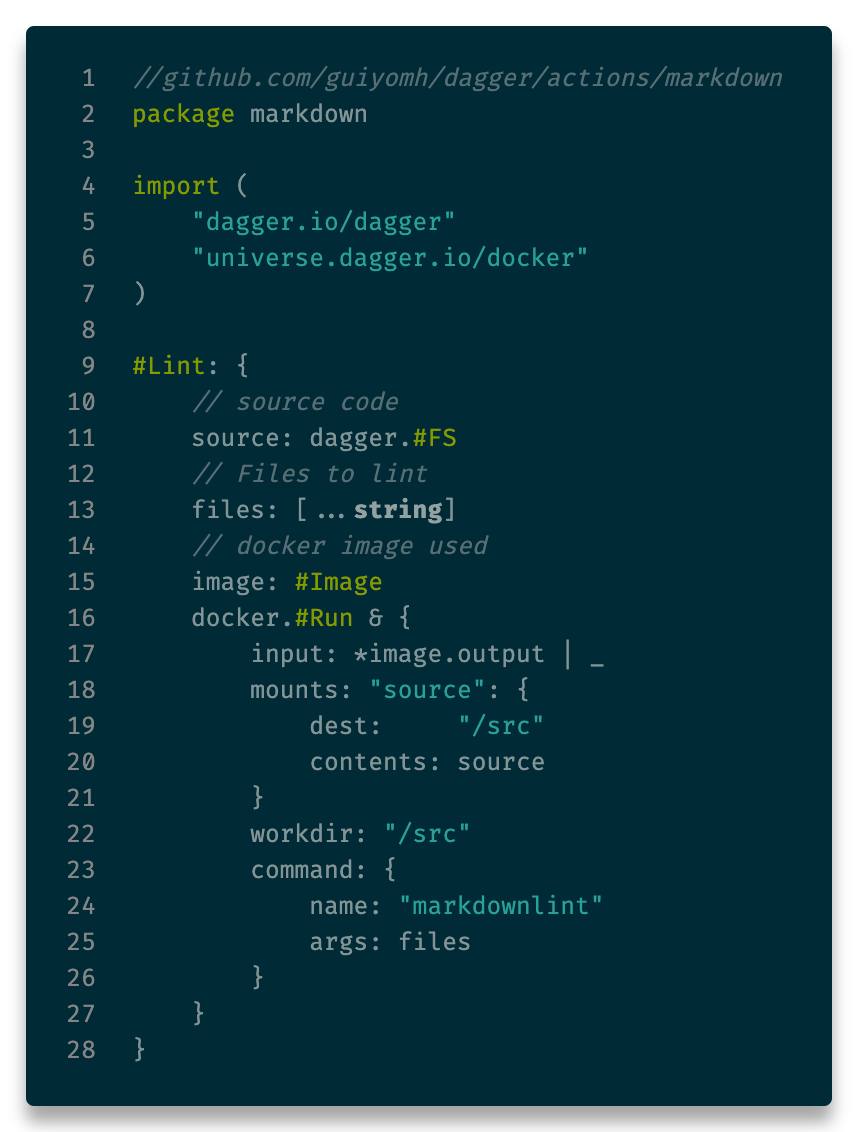 1 //github.com/guiyomh/dagger/actions/markdown
2 package markdown
3
4 import (
5     "dagger.io/dagger"
6     "universe.dagger.io/docker"
7 )
8
9 #Lint: {
10     // source code
11     source: dagger.#FS
12     // Files to lint
13     files: [...string]
14     // docker image used
15     image: #Image
16     docker.#Run & {
17         input: *image.output | _
18         mounts: "source": {
19             dest:     "/src"
20             contents: source
21         }
22         workdir: "/src"
23         command: {
24             name: "markdownlint"
25             args: files
26         }
27     }
28 }